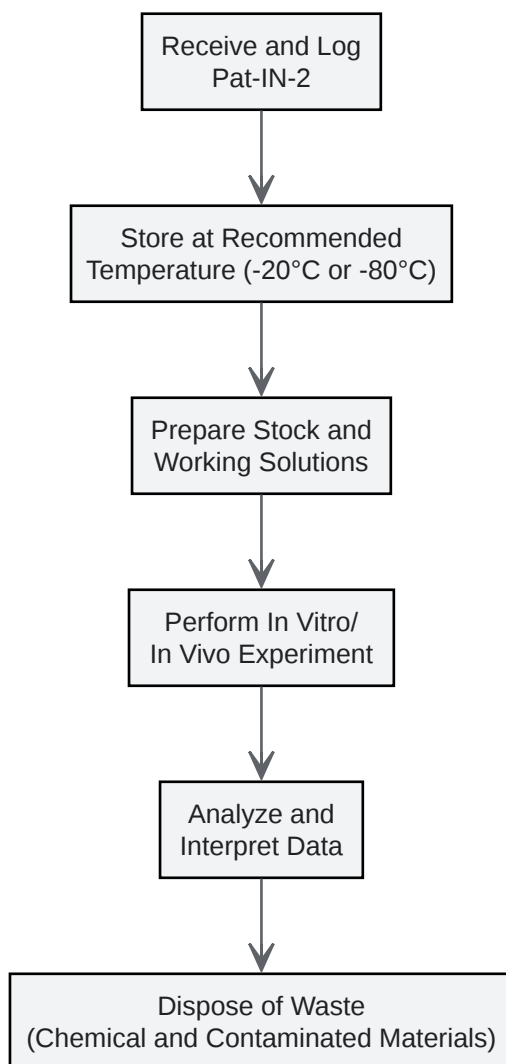 Receive and Log
Pat-IN-2
Store at Recommended
Temperature (-20°C or -80°C)
Prepare Stock and
Working Solutions
Perform In Vitro/
In Vivo Experiment
Analyze and
Interpret Data
Dispose of Waste
(Chemical and Contaminated Materials)